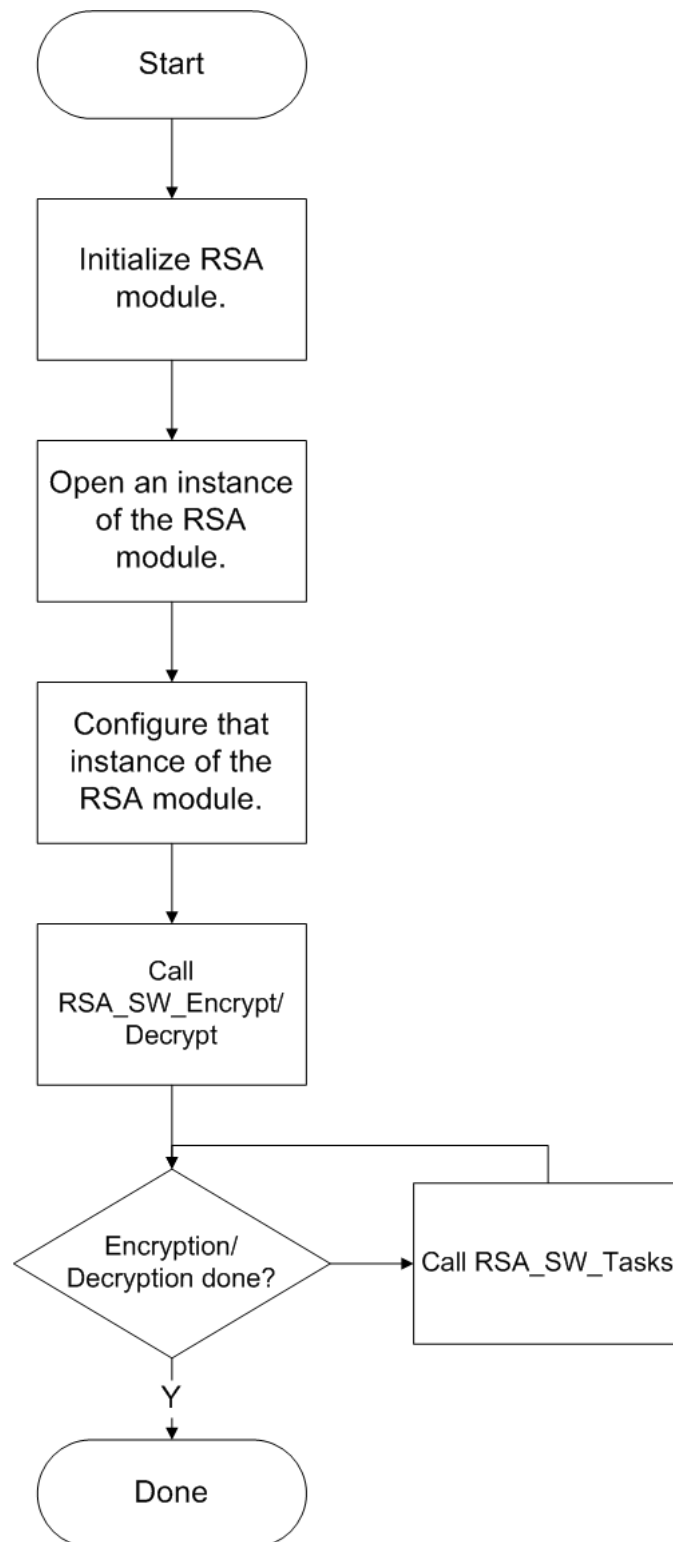 Start
Initialize RSA
module.
Open an instance
of the RSA
module.
Configure that
instance of the
RSA module.
Call
RSA_SW_Encrypt/
Decrypt
Encryption/
Decryption done?
Call RSA_SW_Tasks
Y
Done